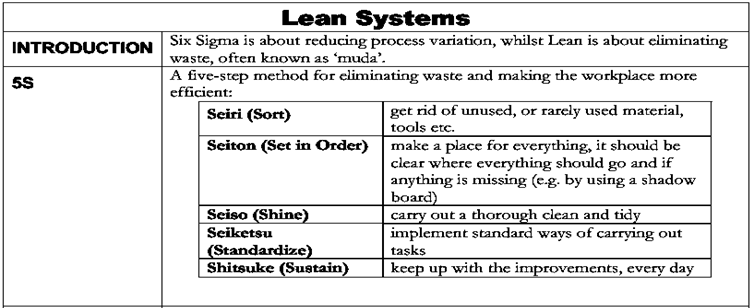 Lean Systems
INTRODUCTION
Six Sigma is about reducing process variation, whilst Lean is about eliminating
waste, often known as ‘muda’.
5S
A five-step method for eliminating waste and making the workplace more
efficient:
Seiri (Sort)
get rid of unused, or rarely used material,
tools etc.
Seiton (Set in Order)
make a place for everything, it should be
clear where everything should go and if
anything is missing (e.g. by using a shadow
board)
Seiso (Shine)
carry out a thorough clean and tidy
Seiketsu
(Standardize)
implement standard ways of carrying out
tasks
Shitsuke (Sustain)
keep up with the improvements, every day